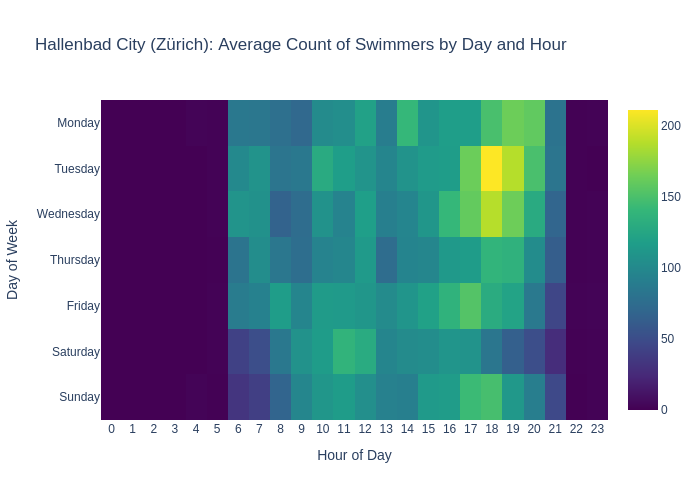 Hallenbad City (Zürich): Average Count of Swimmers by Day and Hour
Monday
Tuesday
Wednesday
Thursday
Friday
Saturday
Sunday
Day of Week
0 1 2 3 4 5 6 7 8 9 10 11 12 13 14 15 16 17 18 19 20 21 22 23
Hour of Day
200
150
100
50
0